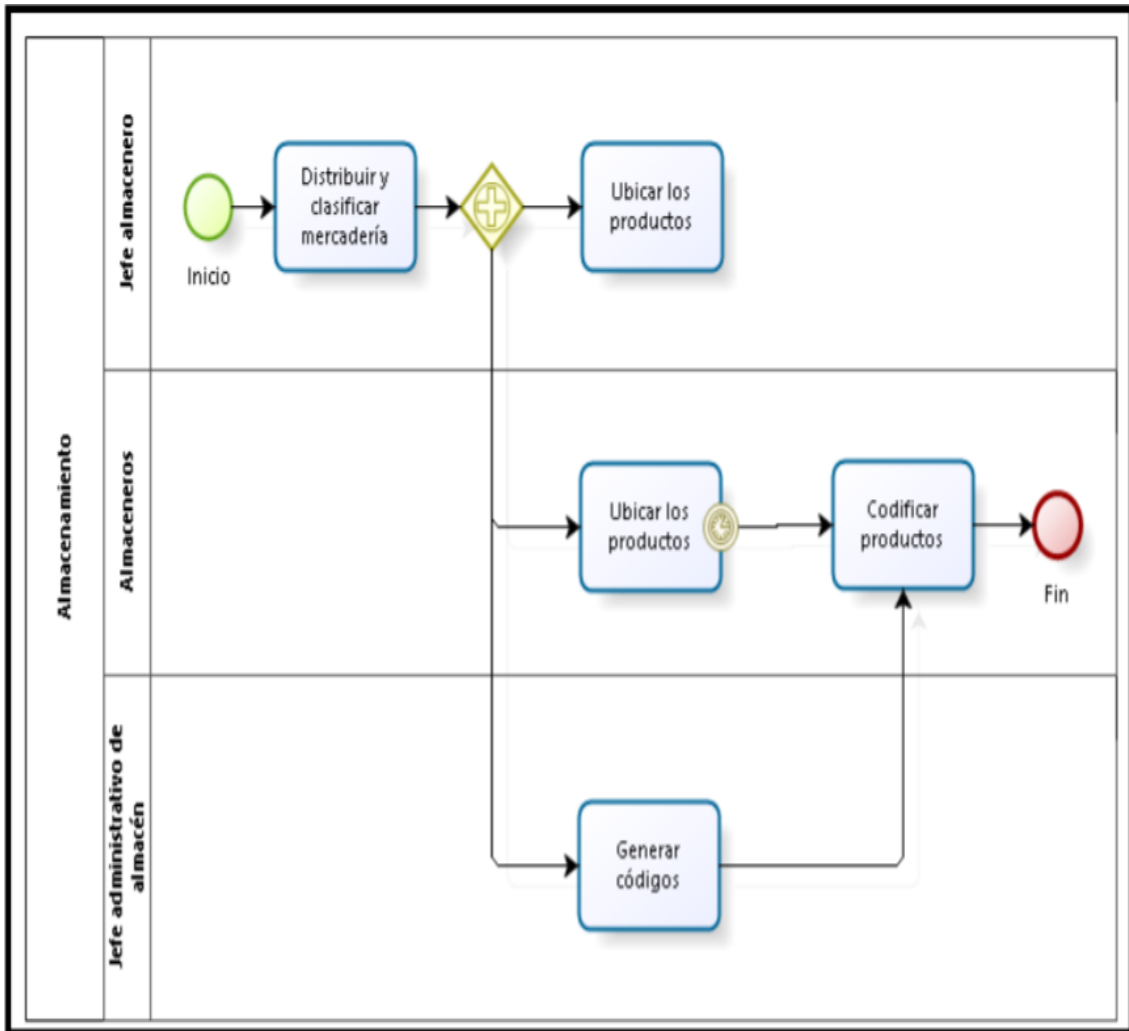 Almacenamiento
Jefe almacenero
Inicio
Distribuir y
clasificar
mercadería
Ubicar los
productos
Almaceneros
Ubicar los
productos
Codificar
productos
Fin
Jefe administrativo de
almacén
Generar
códigos